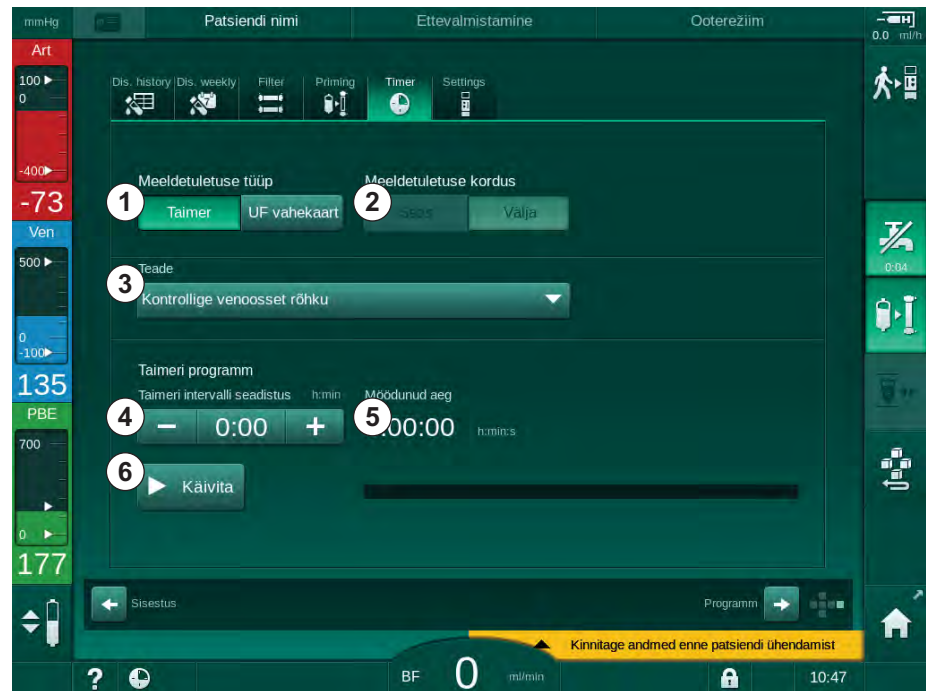 mmHg Patsiendi nimi Ettevalmistamine Ooterežiim
0.0 ml/h
Art
100
0
-400
-73
Ven
500
0
-100
135
PBE
700
0
177
Dis. history Dis. weekly Filter Priming Timer Settings
7
Meeldetuletuse tüüp Meeldetuletuse kordus
1 Taimer UF vahekaart 2 Sees Välja
0:04
Teade
3 Kontrollige venoosset rõhku
Taimeri programm
Taimeri intervalli seadistus h:min Möödunud aeg
4 − 0:00 + 5 :00:00 h:min:s
6 Käivita
Sisestus Programm
Kinnitage andmed enne patsiendi ühendamist
? BF 0 ml/min 10:47